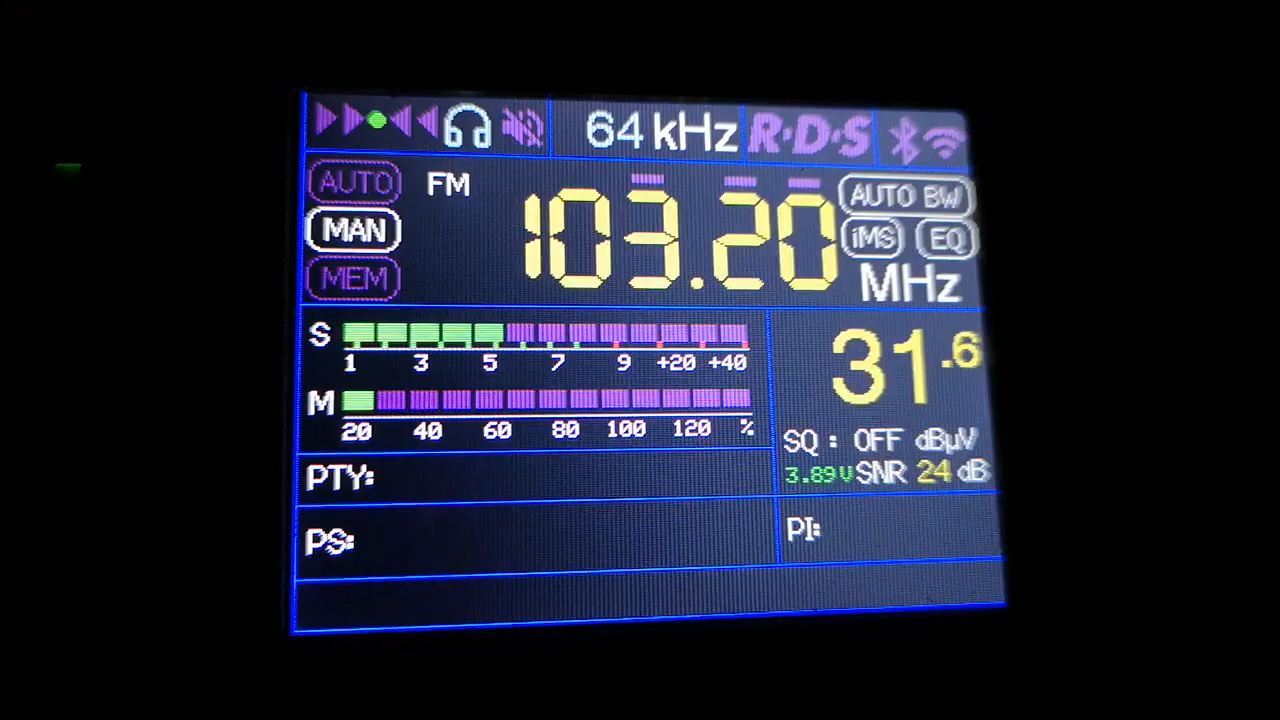 64 kHz R·D·S
AUTO FM 103.20 AUTO BW
MAN iMS EQ
MEM MHz
S 31.6
1 3 5 7 9 +20 +40
M
20 40 60 80 100 120 %
SQ : OFF dBµV
3.89V SNR 24 dB
PTY:
PS: PI: